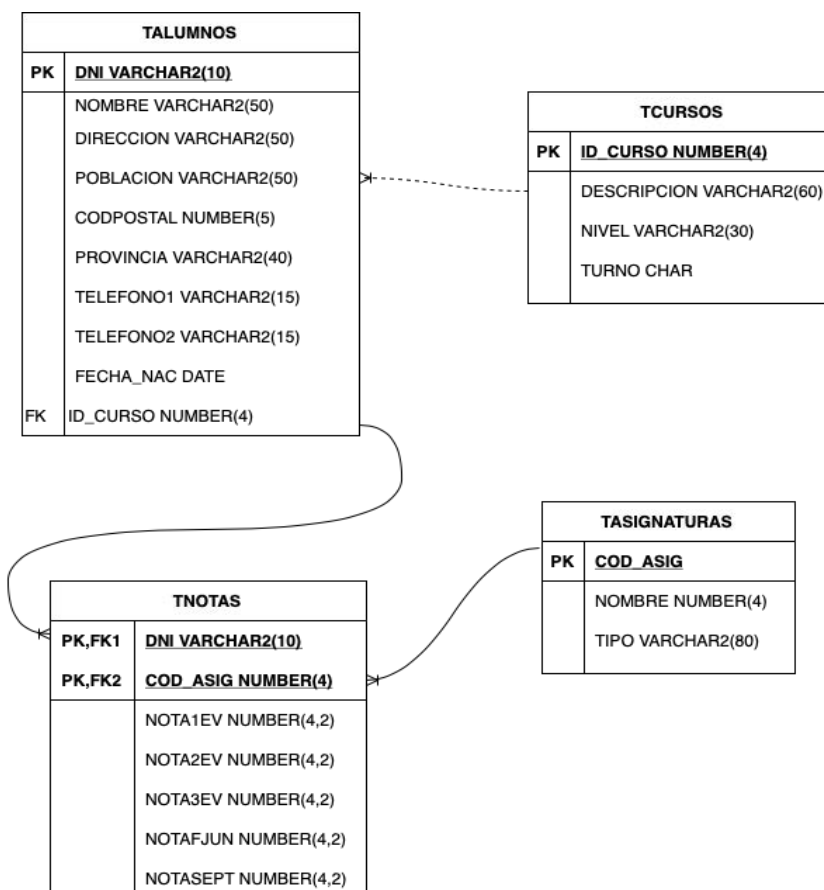 TALUMNOS
PK DNI VARCHAR2(10)
NOMBRE VARCHAR2(50)
DIRECCION VARCHAR2(50)
POBLACION VARCHAR2(50)
CODPOSTAL NUMBER(5)
PROVINCIA VARCHAR2(40)
TELEFONO1 VARCHAR2(15)
TELEFONO2 VARCHAR2(15)
FECHA_NAC DATE
FK ID_CURSO NUMBER(4)
TCURSOS
PK ID_CURSO NUMBER(4)
DESCRIPCION VARCHAR2(60)
NIVEL VARCHAR2(30)
TURNO CHAR
TASIGNATURAS
PK COD_ASIG
NOMBRE NUMBER(4)
TIPO VARCHAR2(80)
TNOTAS
PK,FK1 DNI VARCHAR2(10)
PK,FK2 COD_ASIG NUMBER(4)
NOTA1EV NUMBER(4,2)
NOTA2EV NUMBER(4,2)
NOTA3EV NUMBER(4,2)
NOTAFJUN NUMBER(4,2)
NOTASEPT NUMBER(4,2)